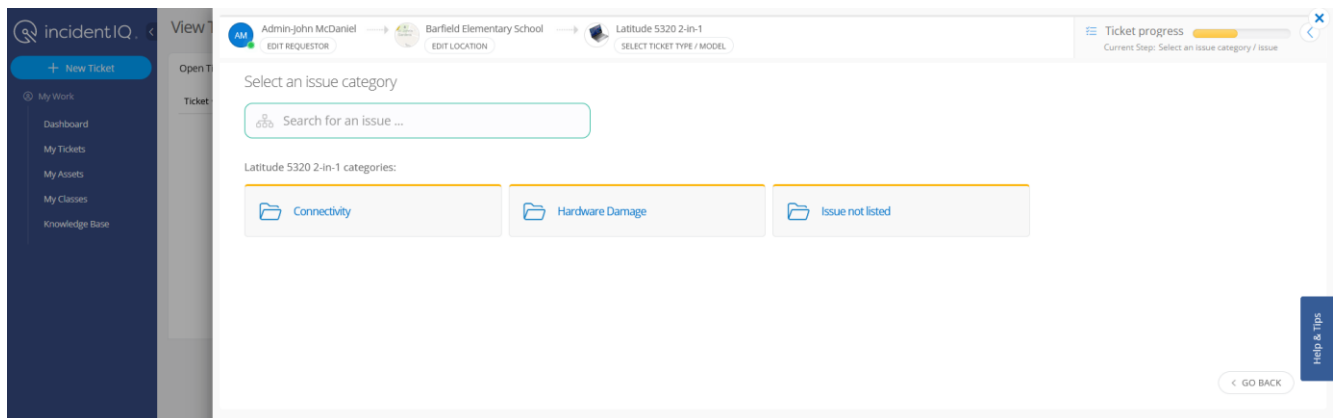 incidentIQ.
+ New Ticket
My Work
Dashboard
My Tickets
My Assets
My Classes
Knowledge Base
View
Open
Ticket
AM
Admin-John McDaniel
EDIT REQUESTOR
Barfield Elementary School
EDIT LOCATION
Latitude 5320 2-in-1
SELECT TICKET TYPE / MODEL
Ticket progress
Current Step: Select an issue category / issue
Select an issue category
Search for an issue ...
Latitude 5320 2-in-1 categories:
Connectivity
Hardware Damage
Issue not listed
Help & Tips
< GO BACK